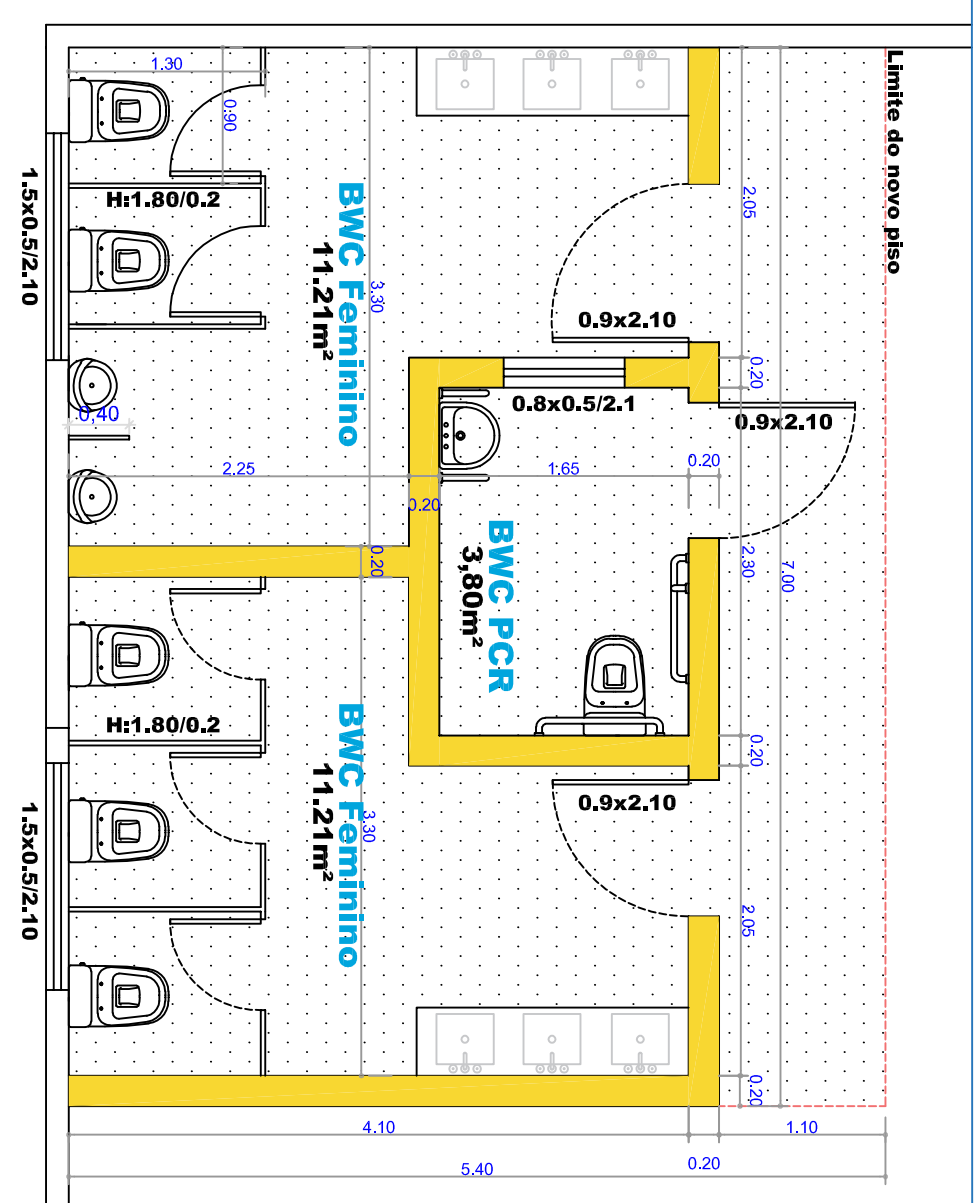 Limite do novo piso
1.30
0.90
H:1.80/0.2
1.5x0.5/2.10
BWC Feminino
11.21m²
3.30
2.05
0.9x2.10
0.20
0.8x0.5/2.1
0.9x2.10
0,40
2.25
0.20
1.65
0.20
BWC PCR
3,80m²
2.30
7.00
0.20
H:1.80/0.2
1.5x0.5/2.10
BWC Feminino
11.21m²
3.30
0.20
0.9x2.10
2.05
0.20
4.10
1.10
5.40
0.20